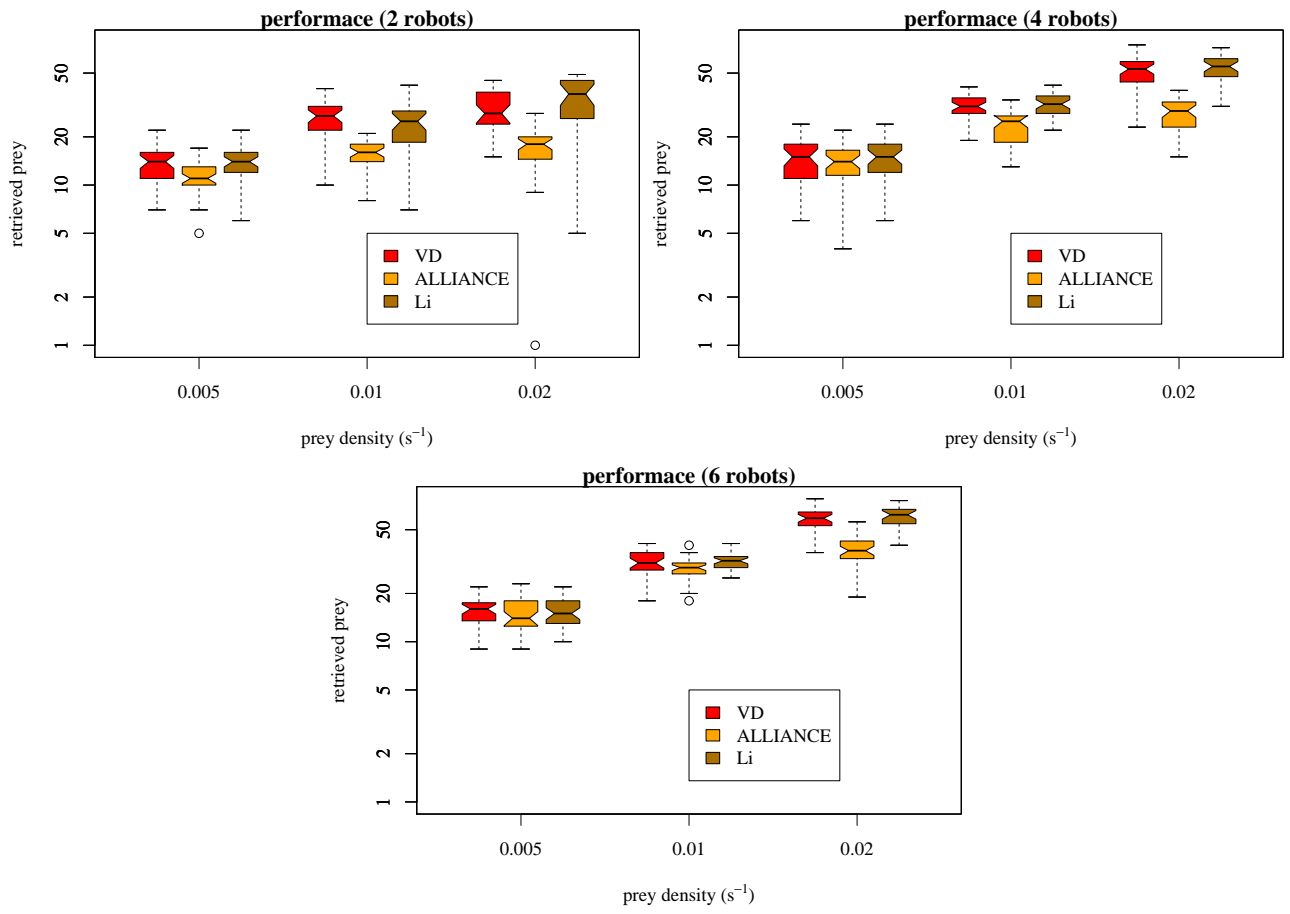 performace (2 robots)
retrieved prey
50
20
10
5
2
1
VD
ALLIANCE
Li
0.005 0.01 0.02
prey density (s⁻¹)
performace (4 robots)
retrieved prey
50
20
10
5
2
1
VD
ALLIANCE
Li
0.005 0.01 0.02
prey density (s⁻¹)
performace (6 robots)
retrieved prey
50
20
10
5
2
1
VD
ALLIANCE
Li
0.005 0.01 0.02
prey density (s⁻¹)